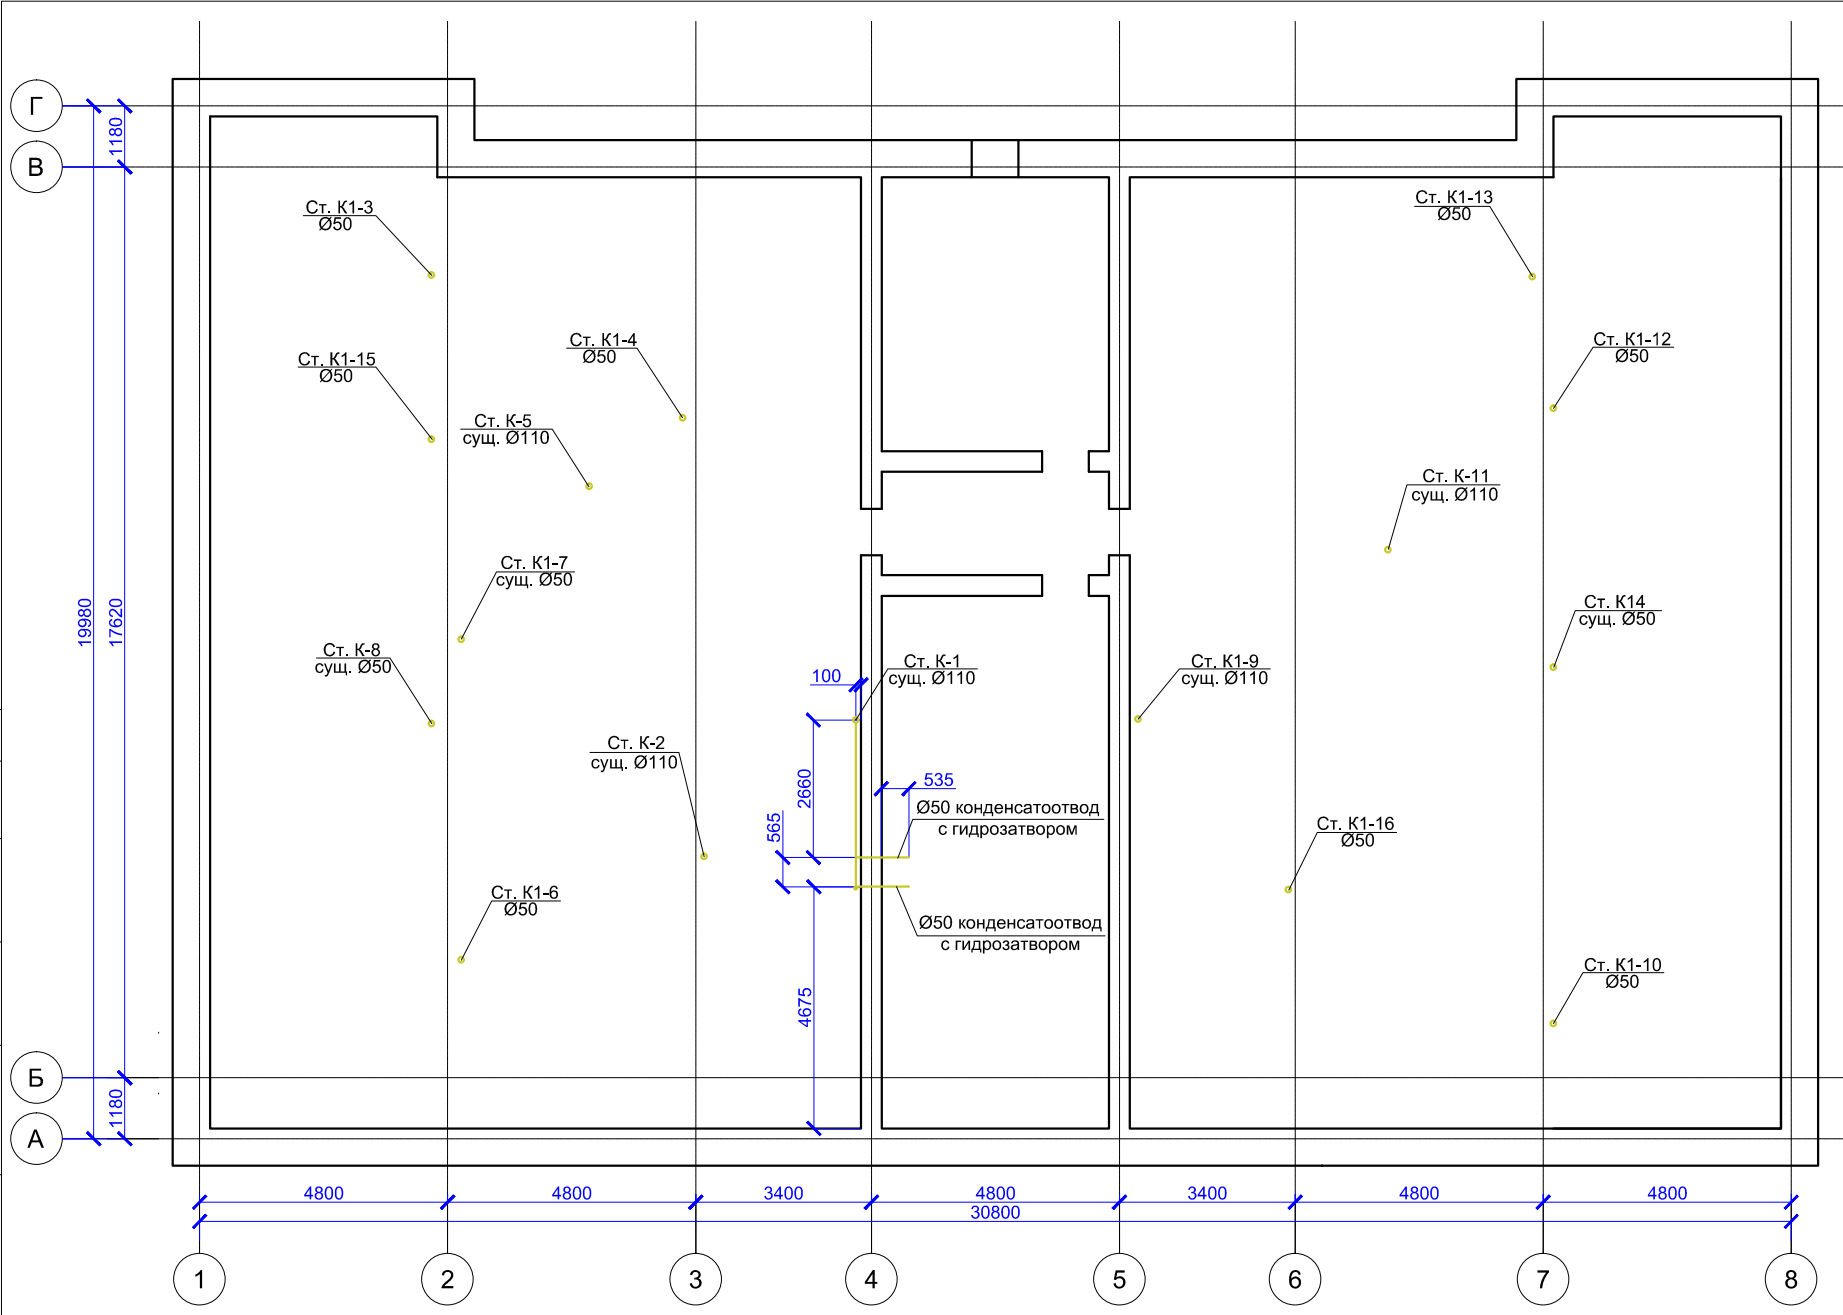 Г
В
1180
Ст. К1-3
Ø50
Ст. К1-13
Ø50
Ст. К1-4
Ø50
Ст. К1-12
Ø50
Ст. К1-15
Ø50
Ст. К-5
сущ. Ø110
Ст. К-11
сущ. Ø110
Ст. К1-7
сущ. Ø50
19980
17620
Ст. К14
сущ. Ø50
Ст. К-8
сущ. Ø50
100
Ст. К-1
сущ. Ø110
Ст. К1-9
сущ. Ø110
Ст. К-2
сущ. Ø110
2660
535
565
Ø50 конденсатоотвод
с гидрозатвором
Ст. К1-16
Ø50
Ст. К1-6
Ø50
Ø50 конденсатоотвод
с гидрозатвором
4675
Ст. К1-10
Ø50
Б
1180
А
4800 4800 3400 4800 3400 4800 4800
30800
1 2 3 4 5 6 7 8